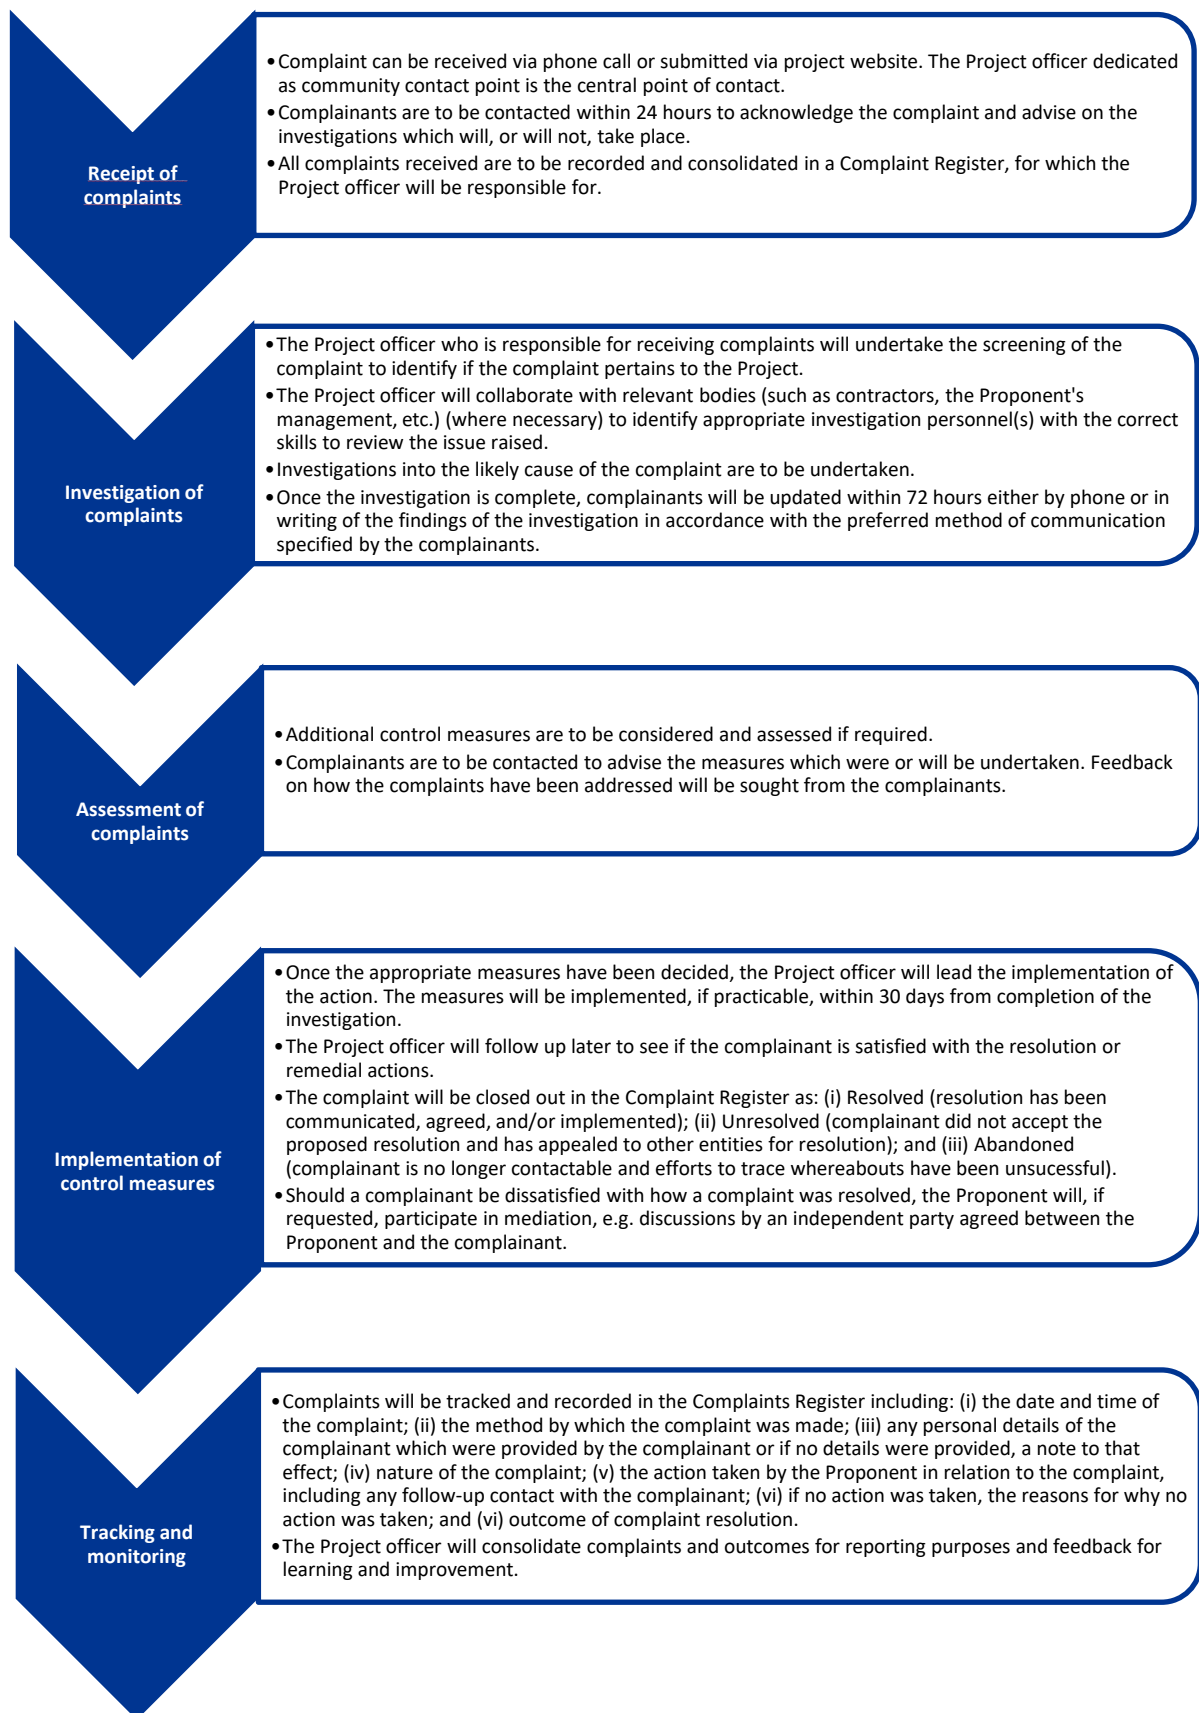 Receipt of
complaints
•Complaint can be received via phone call or submitted via project website. The Project officer dedicated
as community contact point is the central point of contact.
•Complainants are to be contacted within 24 hours to acknowledge the complaint and advise on the
investigations which will, or will not, take place.
•All complaints received are to be recorded and consolidated in a Complaint Register, for which the
Project officer will be responsible for.
Investigation of
complaints
•The Project officer who is responsible for receiving complaints will undertake the screening of the
complaint to identify if the complaint pertains to the Project.
•The Project officer will collaborate with relevant bodies (such as contractors, the Proponent's
management, etc.) (where necessary) to identify appropriate investigation personnel(s) with the correct
skills to review the issue raised.
•Investigations into the likely cause of the complaint are to be undertaken.
•Once the investigation is complete, complainants will be updated within 72 hours either by phone or in
writing of the findings of the investigation in accordance with the preferred method of communication
specified by the complainants.
Assessment of
complaints
•Additional control measures are to be considered and assessed if required.
•Complainants are to be contacted to advise the measures which were or will be undertaken. Feedback
on how the complaints have been addressed will be sought from the complainants.
Implementation of
control measures
•Once the appropriate measures have been decided, the Project officer will lead the implementation of
the action. The measures will be implemented, if practicable, within 30 days from completion of the
investigation.
•The Project officer will follow up later to see if the complainant is satisfied with the resolution or
remedial actions.
•The complaint will be closed out in the Complaint Register as: (i) Resolved (resolution has been
communicated, agreed, and/or implemented); (ii) Unresolved (complainant did not accept the
proposed resolution and has appealed to other entities for resolution); and (iii) Abandoned
(complainant is no longer contactable and efforts to trace whereabouts have been unsucessful).
•Should a complainant be dissatisfied with how a complaint was resolved, the Proponent will, if
requested, participate in mediation, e.g. discussions by an independent party agreed between the
Proponent and the complainant.
Tracking and
monitoring
•Complaints will be tracked and recorded in the Complaints Register including: (i) the date and time of
the complaint; (ii) the method by which the complaint was made; (iii) any personal details of the
complainant which were provided by the complainant or if no details were provided, a note to that
effect; (iv) nature of the complaint; (v) the action taken by the Proponent in relation to the complaint,
including any follow-up contact with the complainant; (vi) if no action was taken, the reasons for why no
action was taken; and (vi) outcome of complaint resolution.
•The Project officer will consolidate complaints and outcomes for reporting purposes and feedback for
learning and improvement.